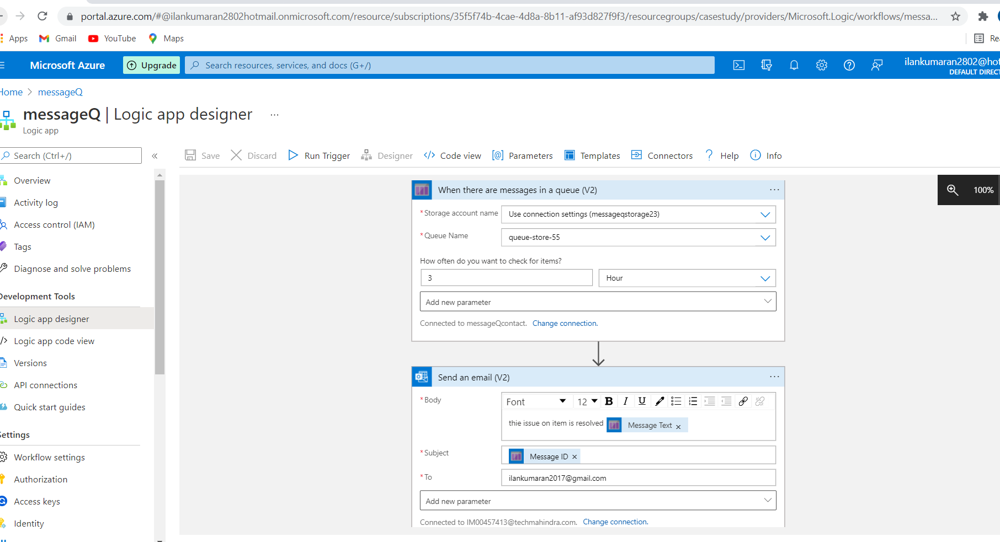 portal.azure.com/#@ilankumaran2802hotmail.onmicrosoft.com/resource/subscriptions/35f5f74b-4cae-4d8a-8b11-af93d827f9f3/resourcegroups/casestudy/providers/Microsoft.Logic/workflows/messa...
Apps Gmail YouTube Maps Rea
Microsoft Azure Upgrade Search resources, services, and docs (G+/) ilankumaran2802@hot
DEFAULT DIRECT
Home > messageQ
messageQ | Logic app designer ...
Logic app
Search (Ctrl+/) « Save Discard Run Trigger Designer Code view Parameters Templates Connectors Help Info
Overview
Activity log
Access control (IAM)
Tags
Diagnose and solve problems
Development Tools
Logic app designer
Logic app code view
Versions
API connections
Quick start guides
Settings
Workflow settings
Authorization
Access keys
Identity
100%
When there are messages in a queue (V2) ...
* Storage account name Use connection settings (messageqstorage23)
* Queue Name queue-store-55
How often do you want to check for items?
3 Hour
Add new parameter
Connected to messageQcontact. Change connection.
Send an email (V2) ...
* Body Font 12 B I U
thie issue on item is resolved Message Text ×
* Subject Message ID ×
* To ilankumaran2017@gmail.com
Add new parameter
Connected to IM00457413@techmahindra.com. Change connection.